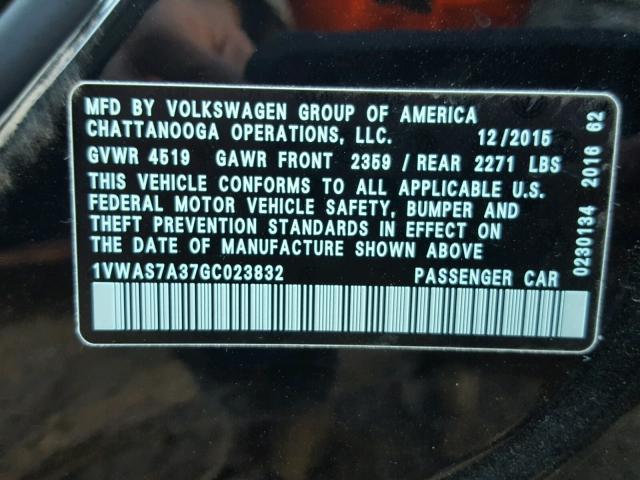 MFD BY VOLKSWAGEN GROUP OF AMERICA
CHATTANOOGA OPERATIONS, LLC. 12/2015
GVWR 4519 GAWR FRONT 2359 / REAR 2271 LBS
THIS VEHICLE CONFORMS TO ALL APPLICABLE U.S.
FEDERAL MOTOR VEHICLE SAFETY, BUMPER AND
THEFT PREVENTION STANDARDS IN EFFECT ON
THE DATE OF MANUFACTURE SHOWN ABOVE
1VWAS7A37GC023832 PASSENGER CAR
0230134 2016 62